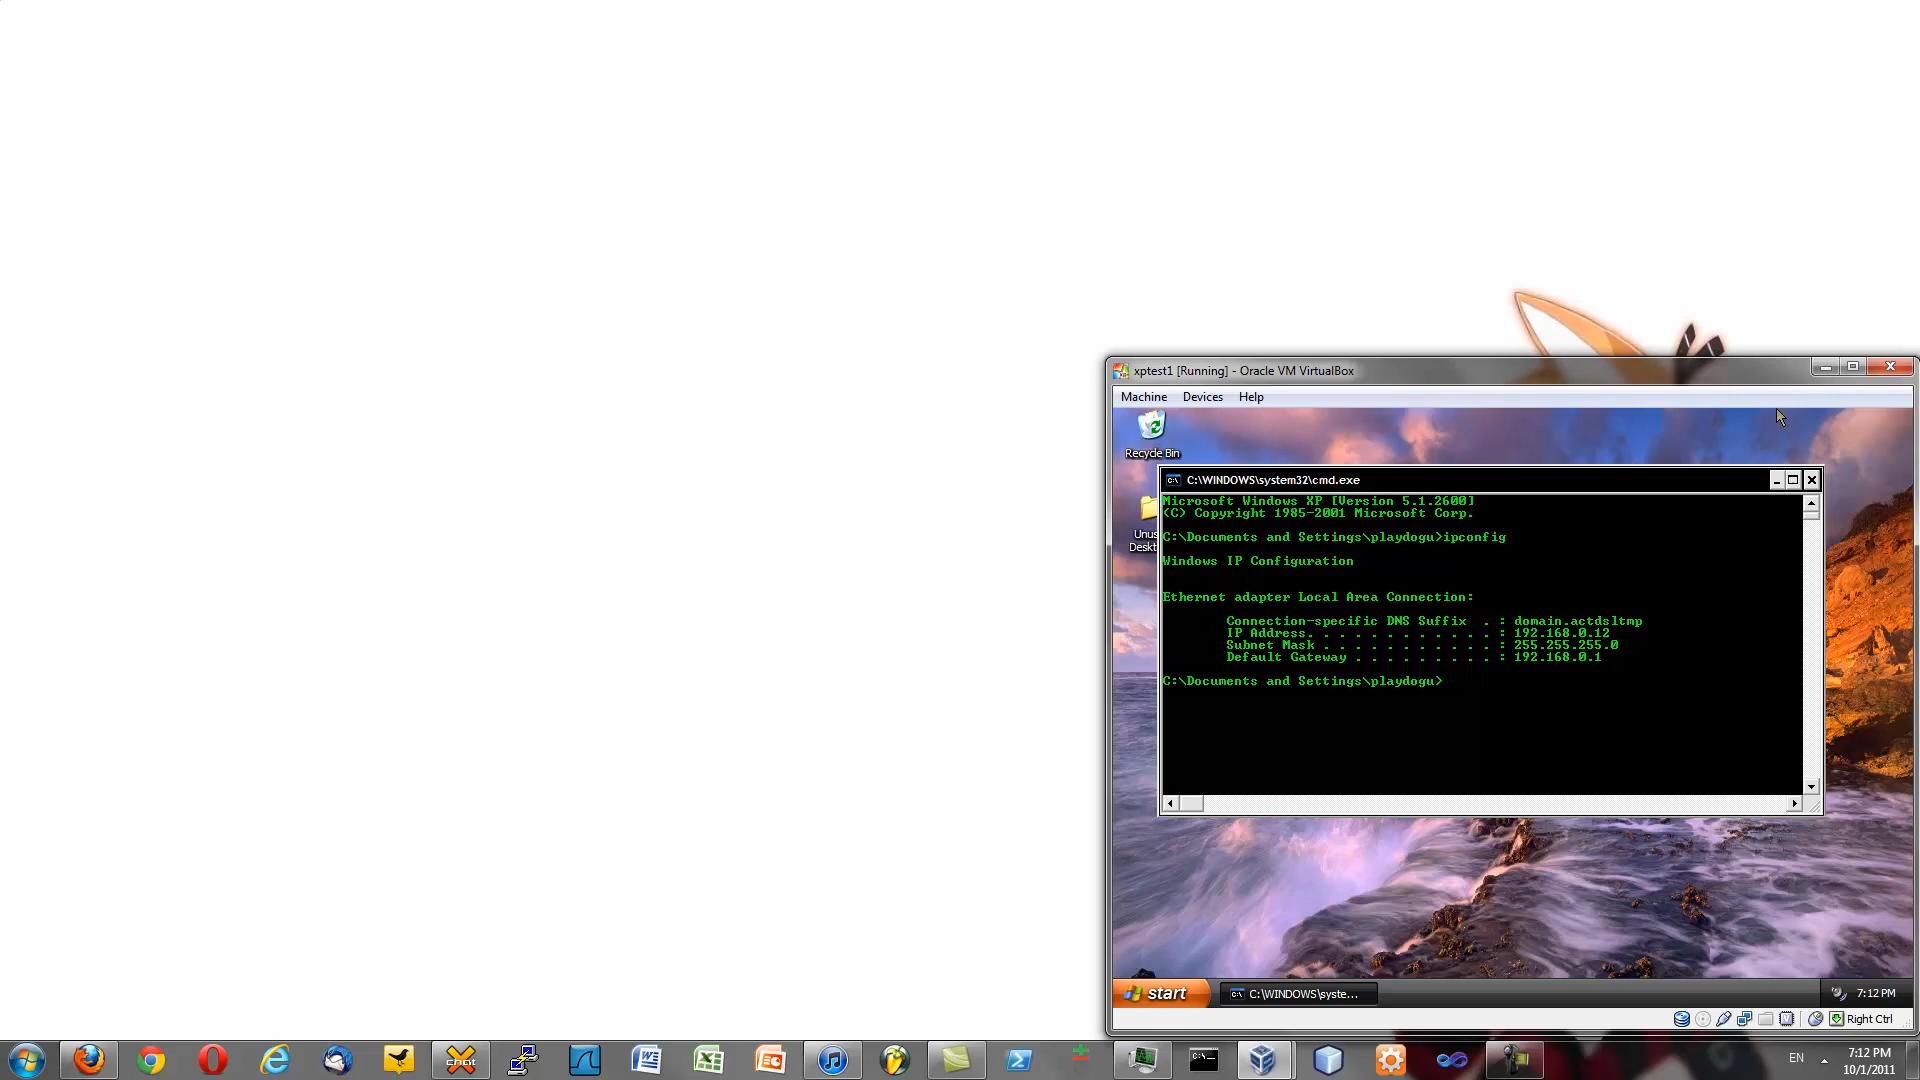 xptest1 [Running] - Oracle VM VirtualBox
Machine Devices Help
Recycle Bin
Unus
Deskt
C:\WINDOWS\system32\cmd.exe
Microsoft Windows XP [Version 5.1.2600]
(C) Copyright 1985-2001 Microsoft Corp.
C:\Documents and Settings\playdogu>ipconfig
Windows IP Configuration
Ethernet adapter Local Area Connection:
Connection-specific DNS Suffix . : domain.actdsltmp
IP Address. . . . . . . . . . . . : 192.168.0.12
Subnet Mask . . . . . . . . . . . : 255.255.255.0
Default Gateway . . . . . . . . . : 192.168.0.1
C:\Documents and Settings\playdogu>
start C:\WINDOWS\syste... 7:12 PM
Right Ctrl
EN 7:12 PM
10/1/2011